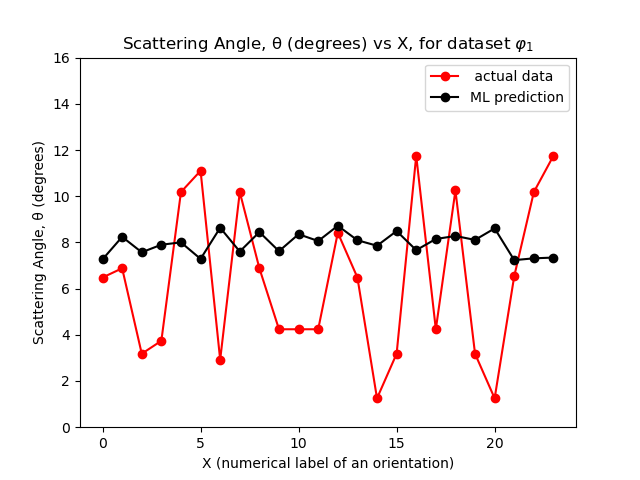 Scattering Angle, θ (degrees) vs X, for dataset φ₁
actual data
ML prediction
Scattering Angle, θ (degrees)
16
14
12
10
8
6
4
2
0
0 5 10 15 20
X (numerical label of an orientation)